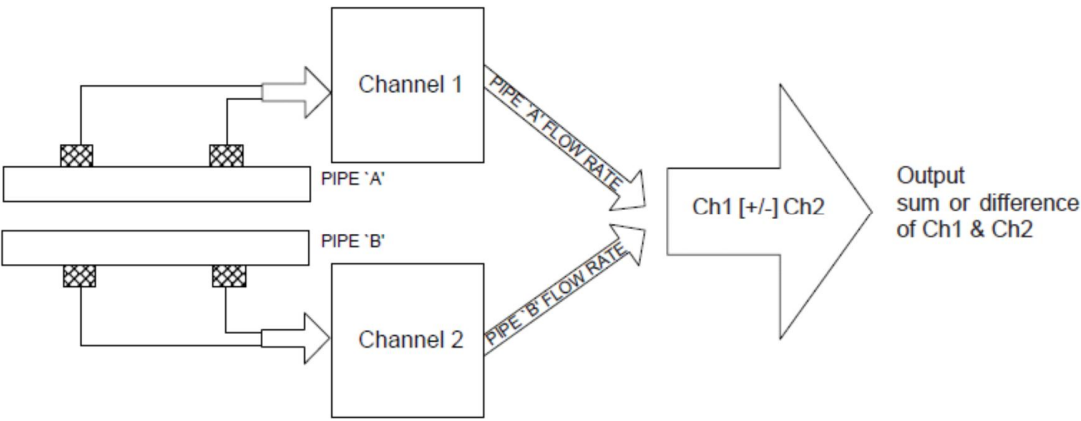 Channel 1
PIPE `A' FLOW RATE
PIPE `A'
Ch1 [+/-] Ch2
Output
sum or difference
of Ch1 & Ch2
PIPE `B'
Channel 2
PIPE `B' FLOW RATE